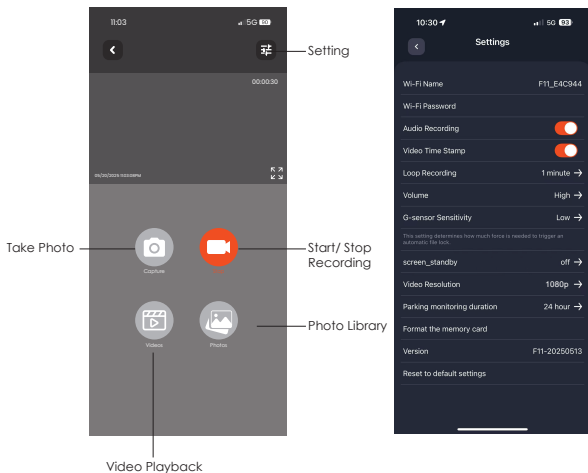 11:03
5G 90
Setting
00:00:30
Take Photo
Capture
Start/ Stop
Recording
Videos
Photos
Photo Library
Video Playback
10:30
5G 93
Settings
Wi-Fi Name F11_E4C944
Wi-Fi Password
Audio Recording
Video Time Stamp
Loop Recording 1 minute →
Volume High →
G-sensor Sensitivity Low →
This setting determines how much force is needed to trigger an
automatic file lock.
screen_standby off →
Video Resolution 1080p →
Parking monitoring duration 24 hour →
Format the memory card
Version F11-20250513
Reset to default settings